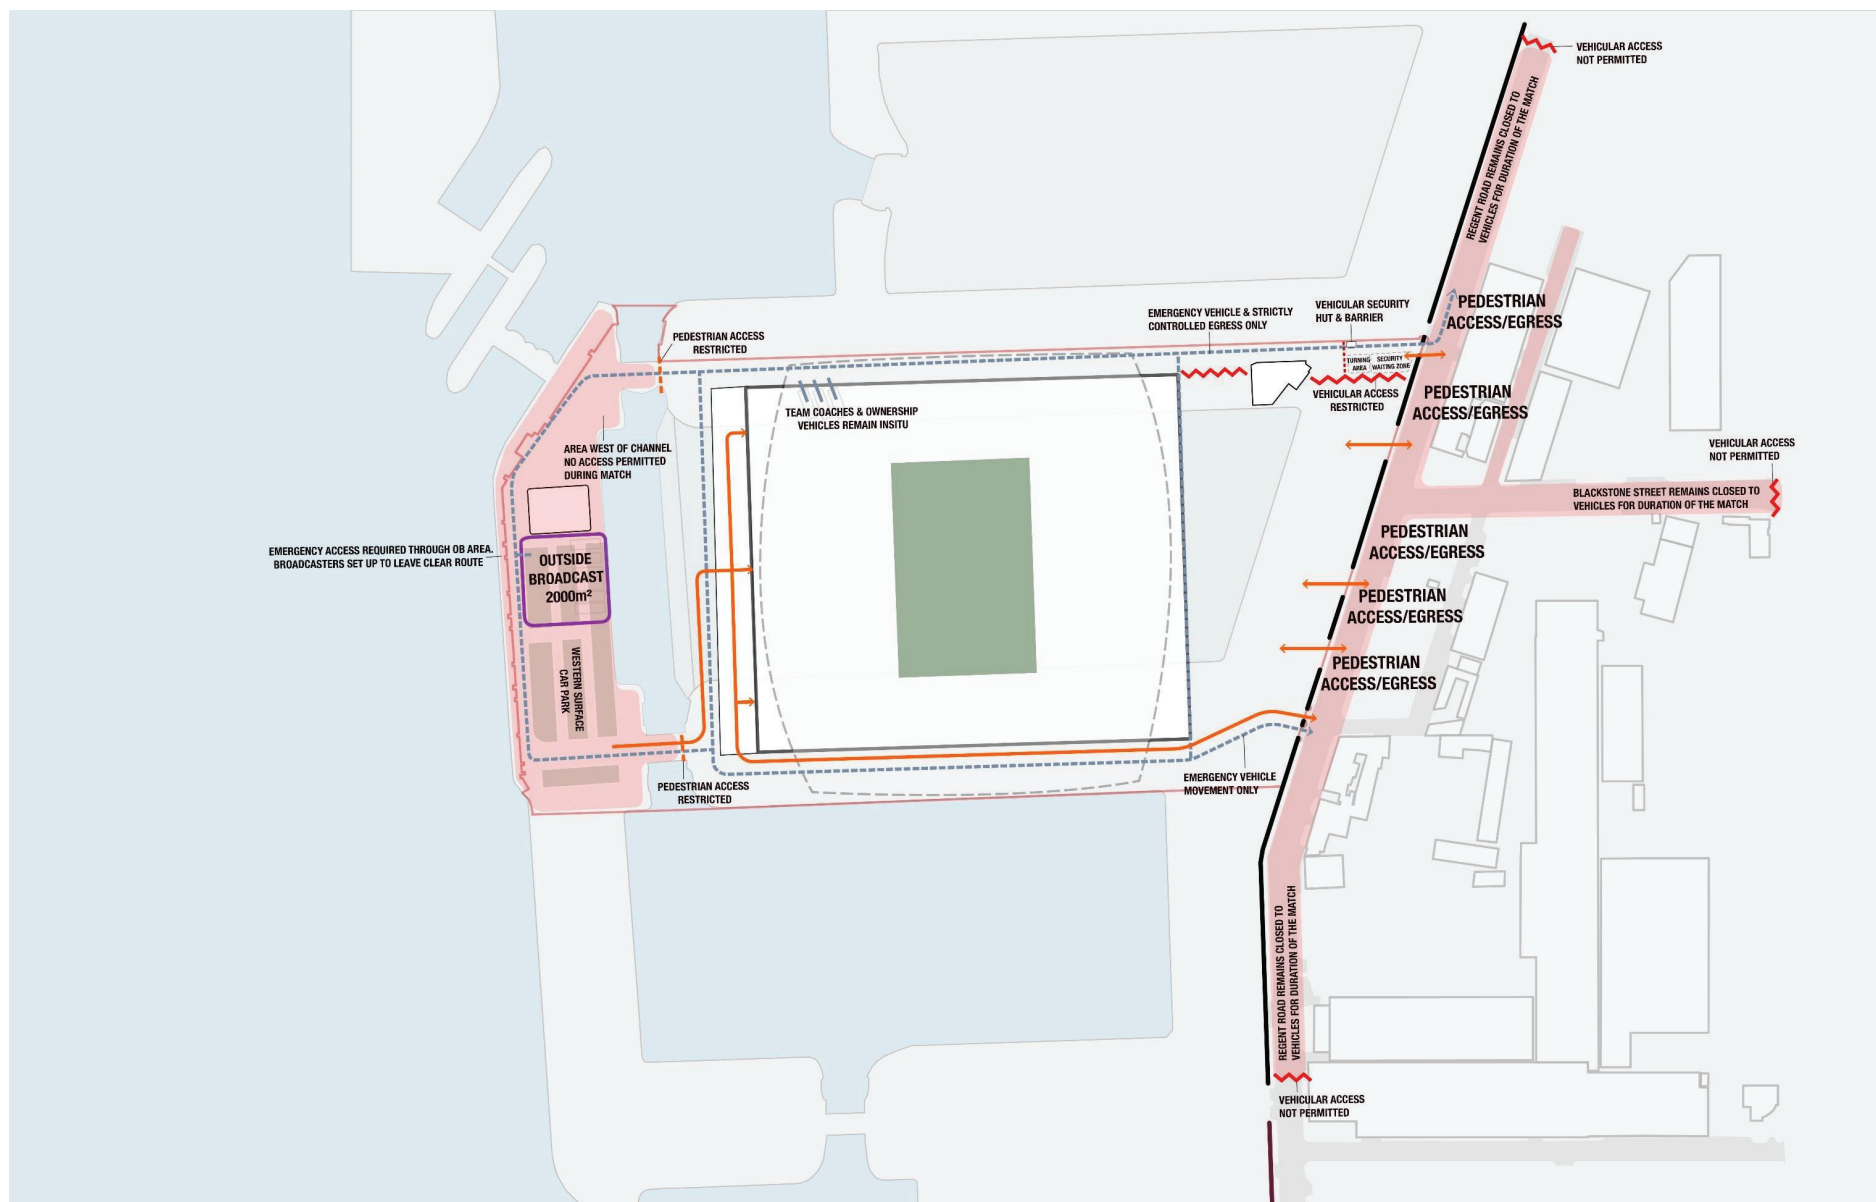 VEHICULAR ACCESS
NOT PERMITTED
REGENT ROAD REMAINS CLOSED TO
VEHICLES FOR DURATION OF THE MATCH
PEDESTRIAN
ACCESS/EGRESS
VEHICULAR SECURITY
HUT & BARRIER
EMERGENCY VEHICLE & STRICTLY
CONTROLLED EGRESS ONLY
PEDESTRIAN ACCESS
RESTRICTED
TURNING
AREA
SECURITY
WAITING ZONE
VEHICULAR ACCESS
RESTRICTED
PEDESTRIAN
ACCESS/EGRESS
TEAM COACHES & OWNERSHIP
VEHICLES REMAIN INSITU
AREA WEST OF CHANNEL
NO ACCESS PERMITTED
DURING MATCH
VEHICULAR ACCESS
NOT PERMITTED
BLACKSTONE STREET REMAINS CLOSED TO
VEHICLES FOR DURATION OF THE MATCH
EMERGENCY ACCESS REQUIRED THROUGH OB AREA.
BROADCASTERS SET UP TO LEAVE CLEAR ROUTE
OUTSIDE
BROADCAST
2000m²
PEDESTRIAN
ACCESS/EGRESS
PEDESTRIAN
ACCESS/EGRESS
PEDESTRIAN
ACCESS/EGRESS
WESTERN SURFACE
CAR PARK
PEDESTRIAN ACCESS
RESTRICTED
EMERGENCY VEHICLE
MOVEMENT ONLY
REGENT ROAD REMAINS CLOSED TO
VEHICLES FOR DURATION OF THE MATCH
VEHICULAR ACCESS
NOT PERMITTED